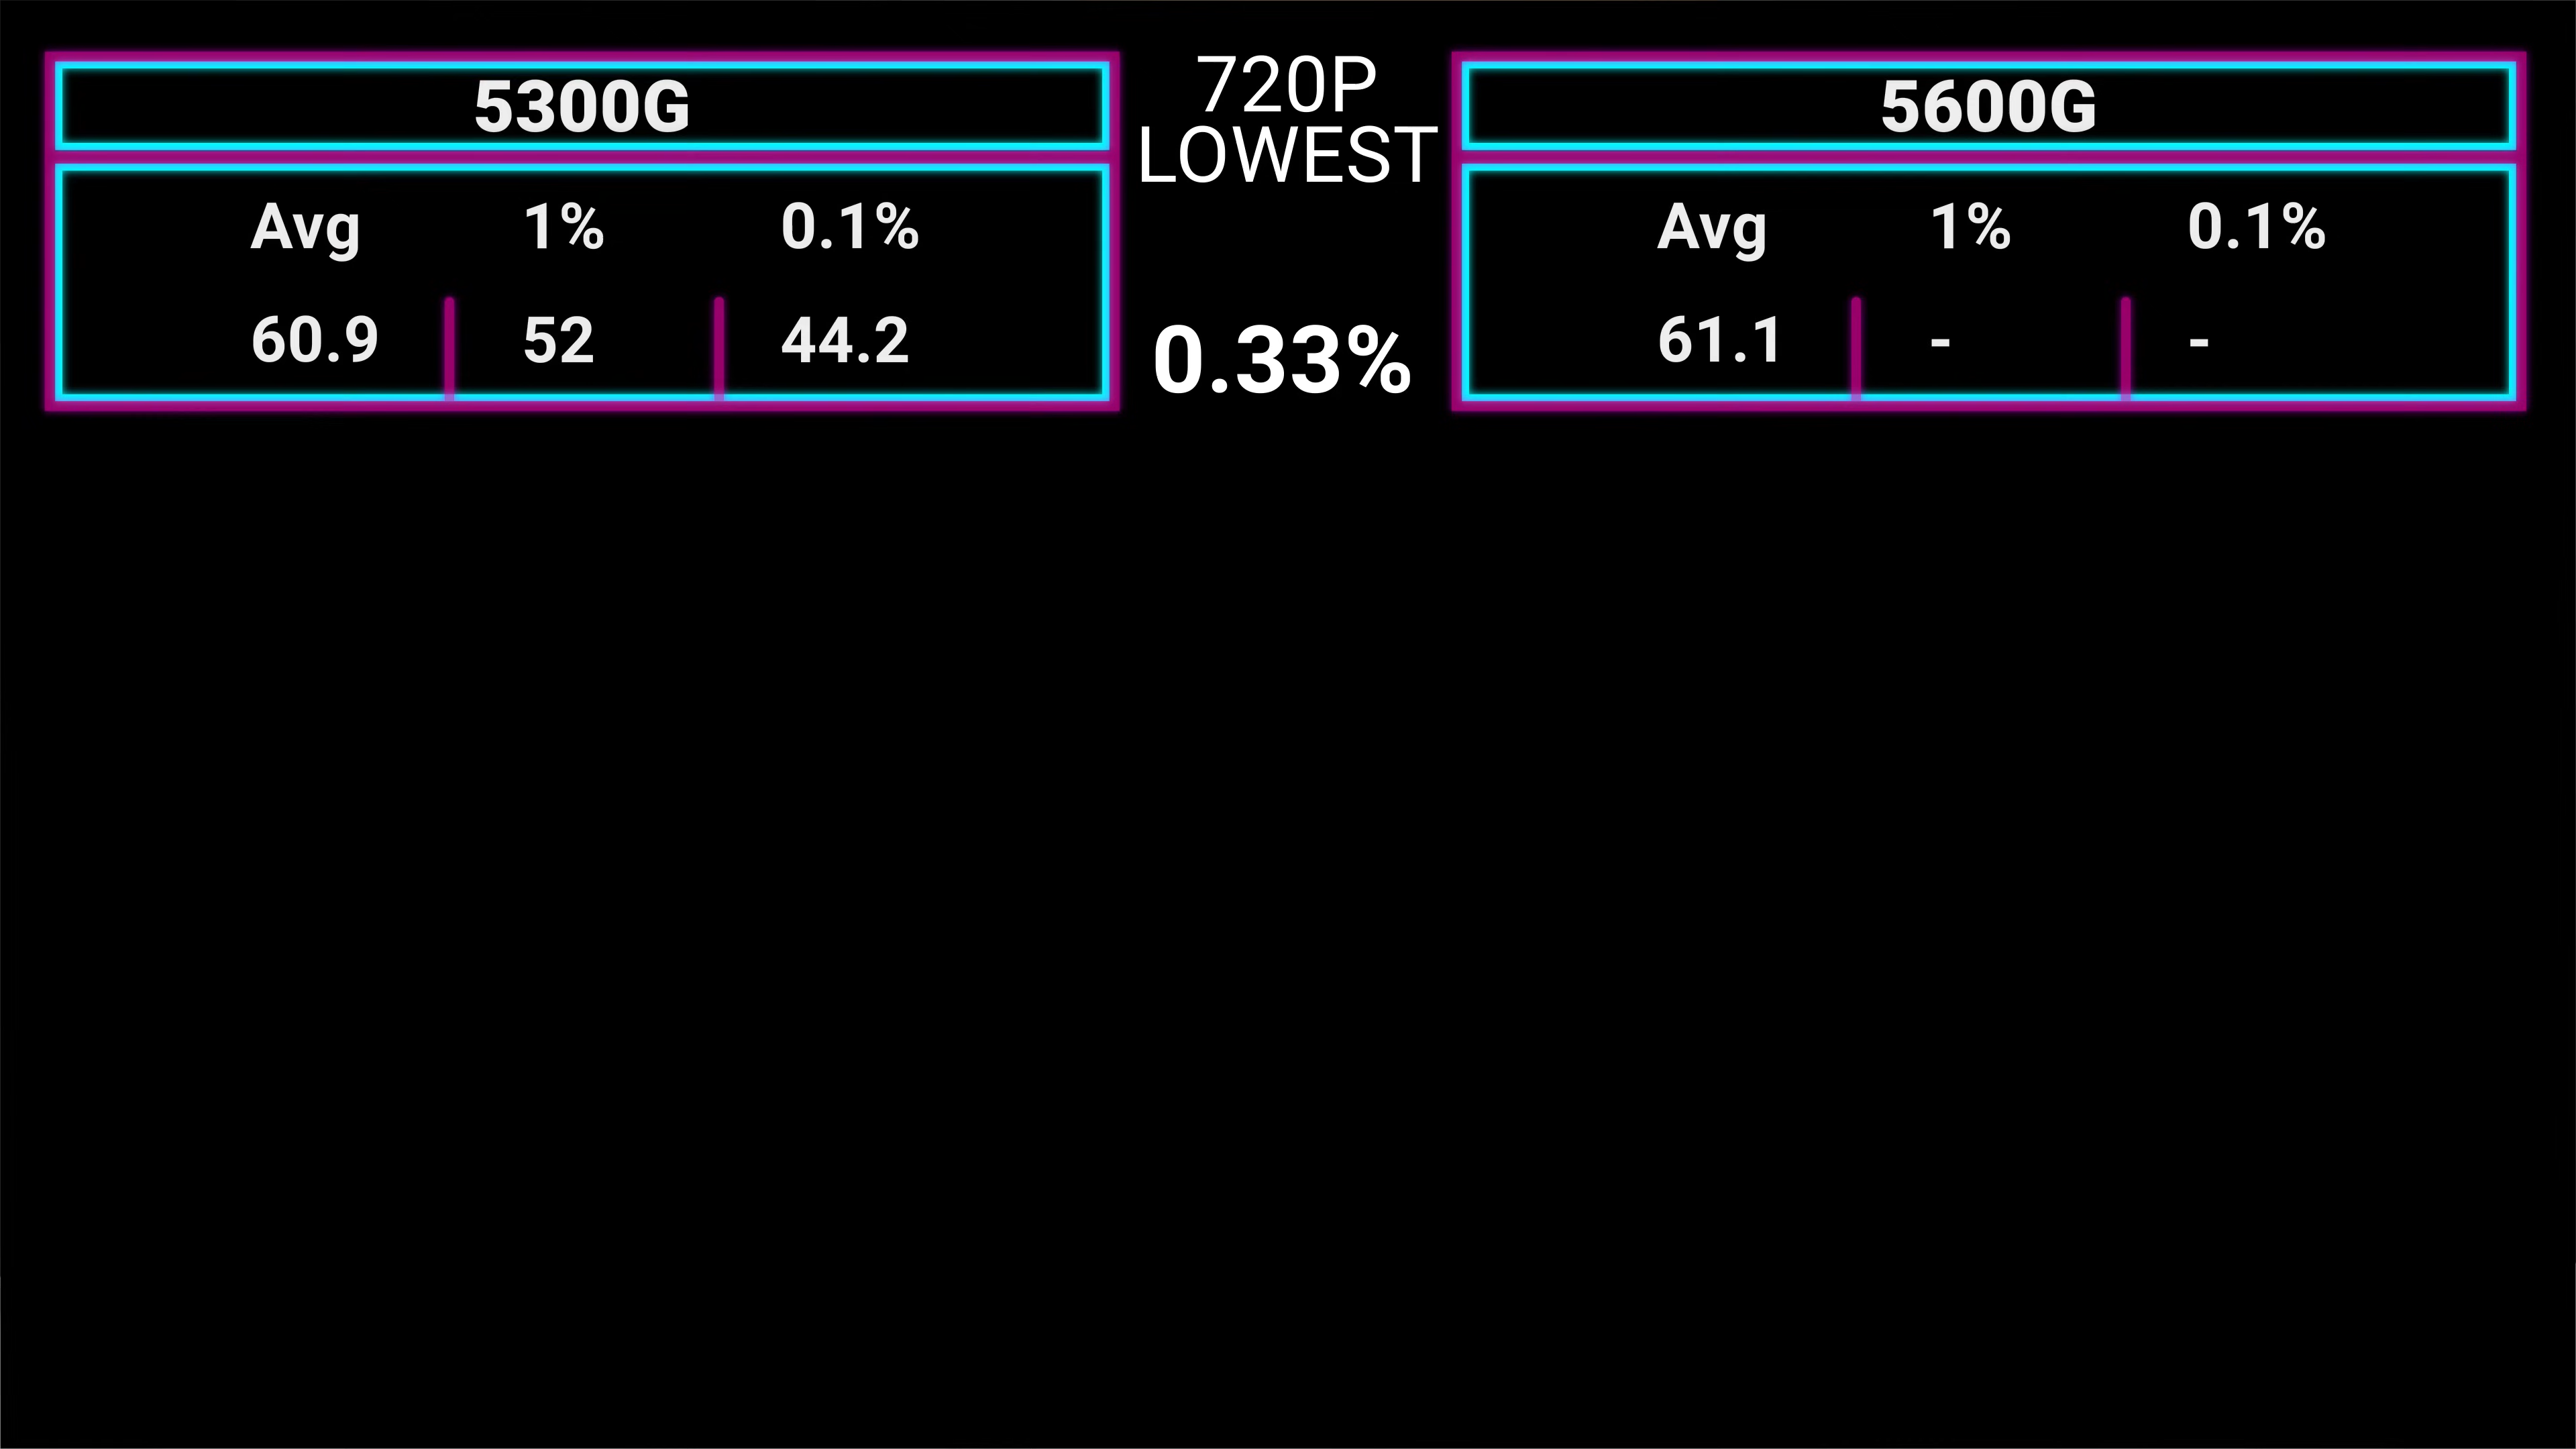 5300G
Avg 1% 0.1%
60.9 52 44.2
720P
LOWEST
0.33%
5600G
Avg 1% 0.1%
61.1 - -